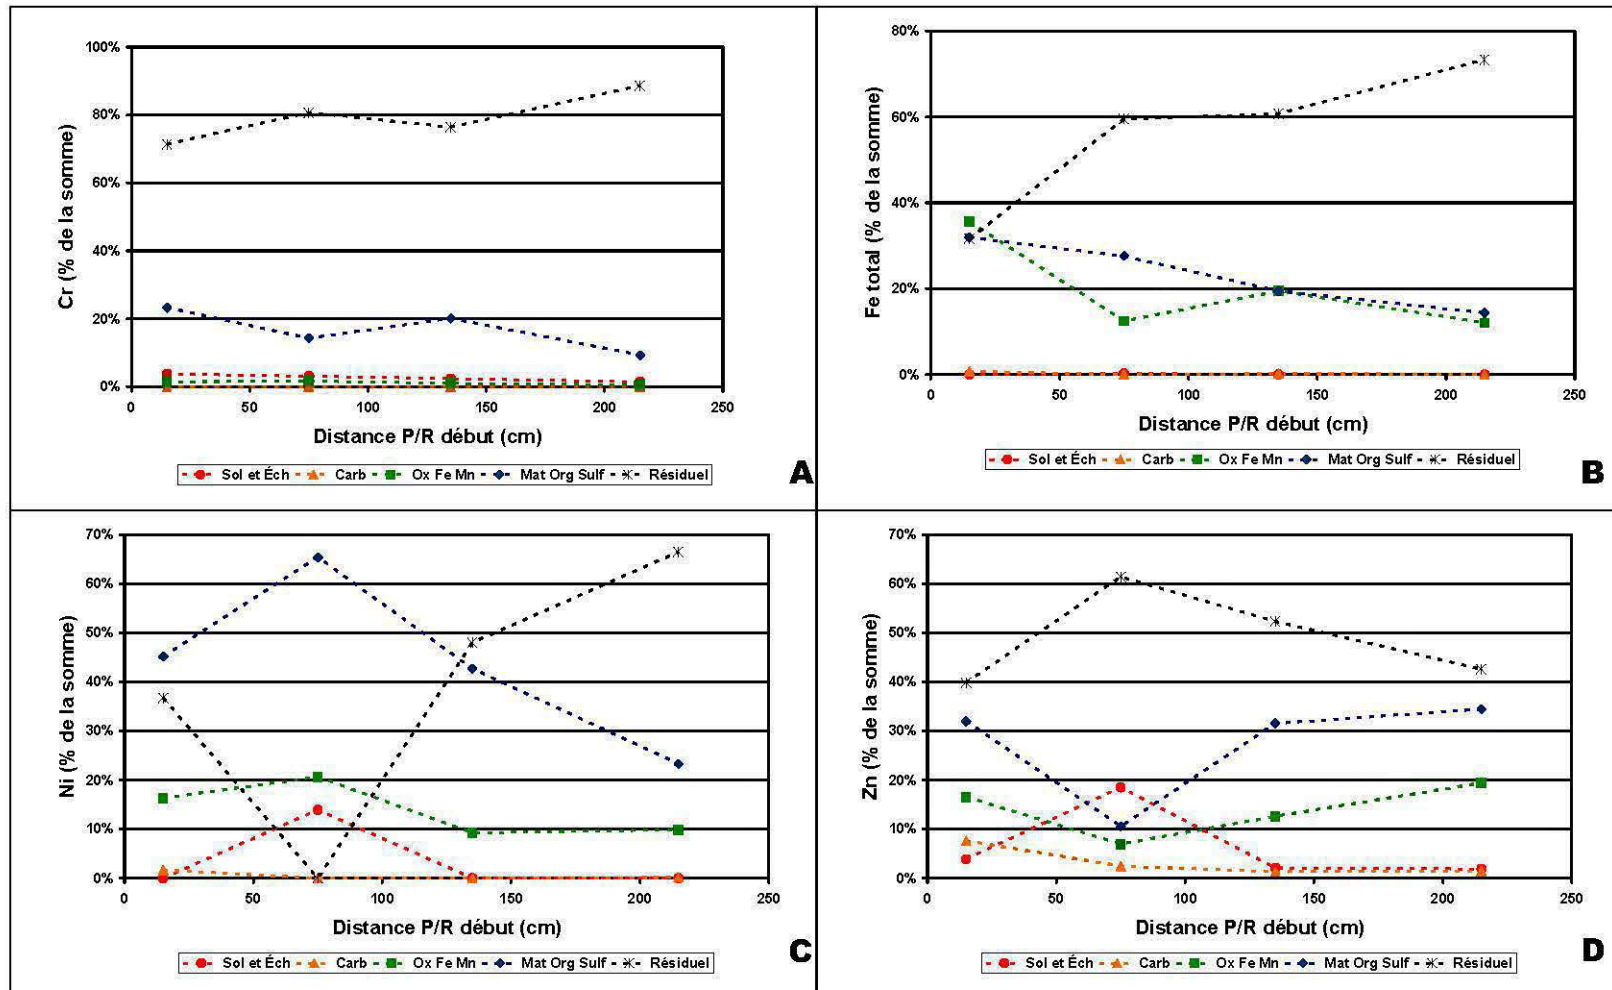 100%
80%
60%
40%
20%
0%
0 50 100 150 200 250
Cr (% de la somme)
Distance P/R début (cm)
Sol et Éch Carb Ox Fe Mn Mat Org Sulf Résiduel
A
80%
60%
40%
20%
0%
0 50 100 150 200 250
Fe total (% de la somme)
Distance P/R début (cm)
Sol et Éch Carb Ox Fe Mn Mat Org Sulf Résiduel
B
70%
60%
50%
40%
30%
20%
10%
0%
0 50 100 150 200 250
Ni (% de la somme)
Distance P/R début (cm)
Sol et Éch Carb Ox Fe Mn Mat Org Sulf Résiduel
C
70%
60%
50%
40%
30%
20%
10%
0%
0 50 100 150 200 250
Zn (% de la somme)
Distance P/R début (cm)
Sol et Éch Carb Ox Fe Mn Mat Org Sulf Résiduel
D